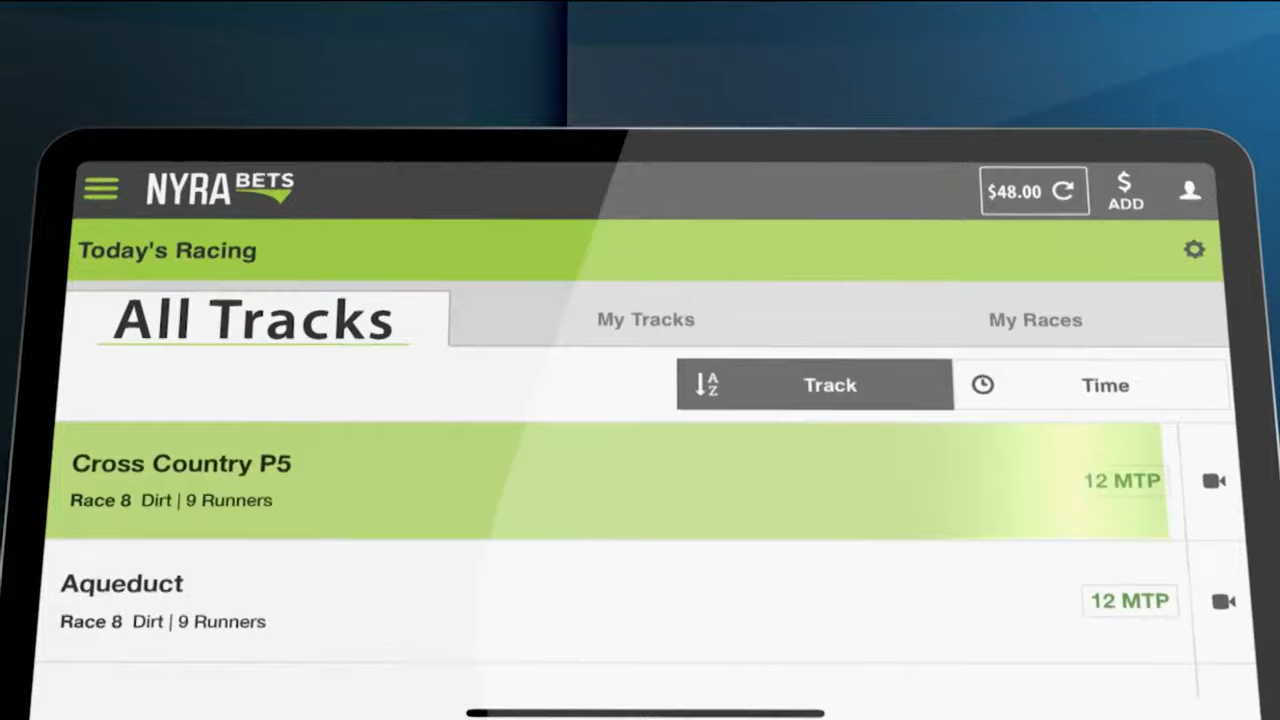 NYRA BETS
$48.00
$
ADD
Today's Racing
All Tracks
My Tracks
My Races
A
Z
Track
Time
Cross Country P5
12 MTP
Race 8 Dirt | 9 Runners
Aqueduct
12 MTP
Race 8 Dirt | 9 Runners